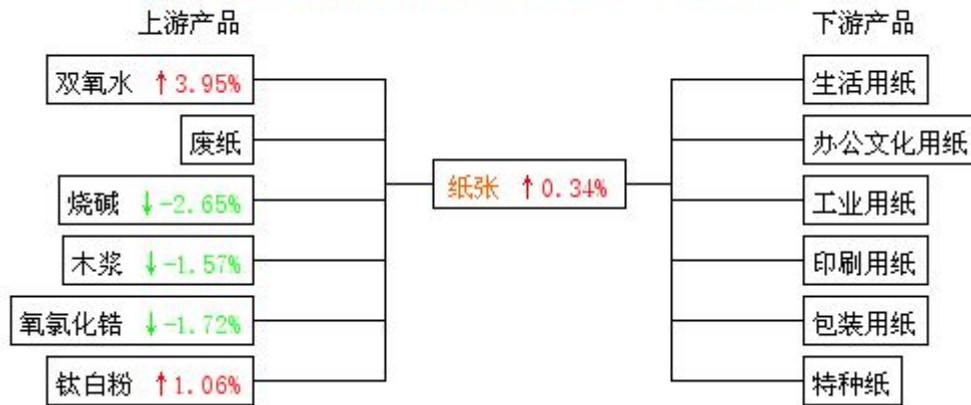 上游产品
下游产品
双氧水 ↑3.95%
生活用纸
废纸
办公文化用纸
纸张 ↑0.34%
烧碱 ↓-2.65%
工业用纸
木浆 ↓-1.57%
印刷用纸
氧氯化锆 ↓-1.72%
包装用纸
钛白粉 ↑1.06%
特种纸